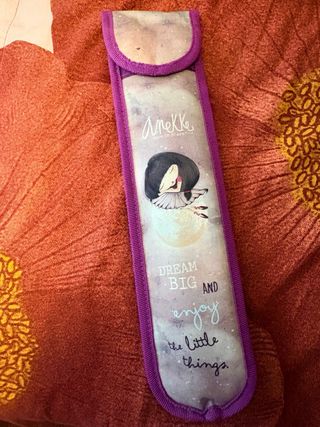 Anekke
DREAM
BIG AND
enjoy
the little
things.